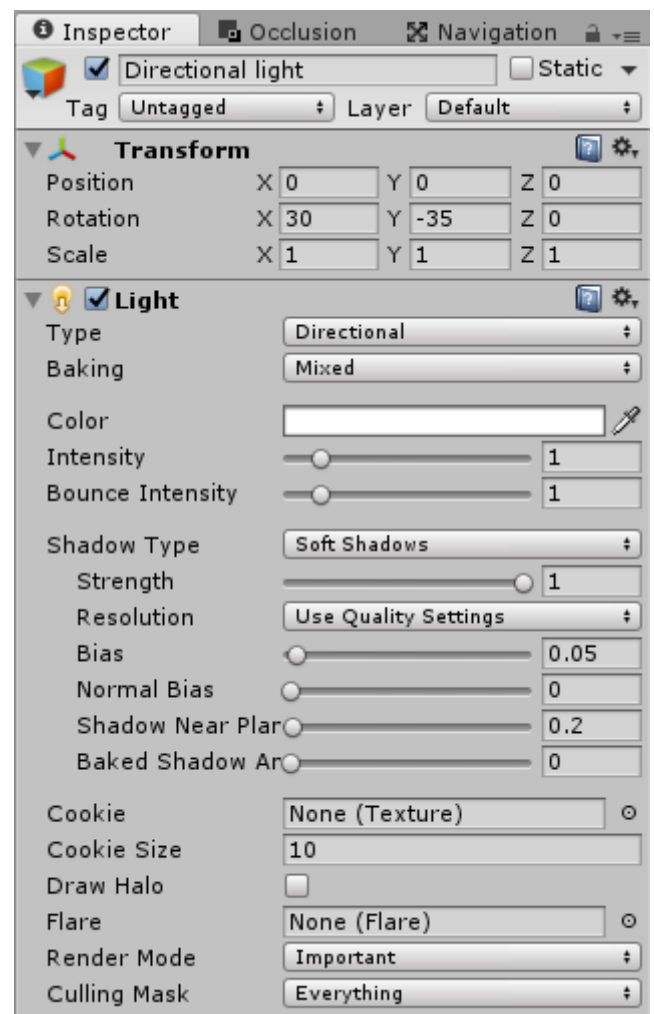 Inspector Occlusion Navigation
Directional light Static
Tag Untagged Layer Default
Transform
Position X 0 Y 0 Z 0
Rotation X 30 Y -35 Z 0
Scale X 1 Y 1 Z 1
Light
Type Directional
Baking Mixed
Color
Intensity 1
Bounce Intensity 1
Shadow Type Soft Shadows
Strength 1
Resolution Use Quality Settings
Bias 0.05
Normal Bias 0
Shadow Near Plan 0.2
Baked Shadow An 0
Cookie None (Texture)
Cookie Size 10
Draw Halo
Flare None (Flare)
Render Mode Important
Culling Mask Everything